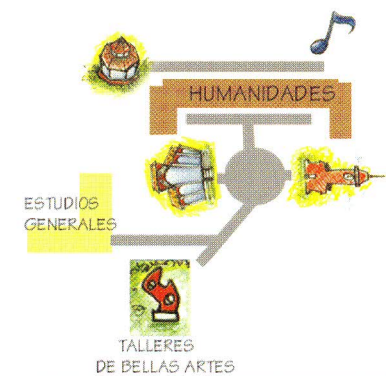 HUMANIDADES
ESTUDIOS
GENERALES
TALLERES
DE BELLAS ARTES